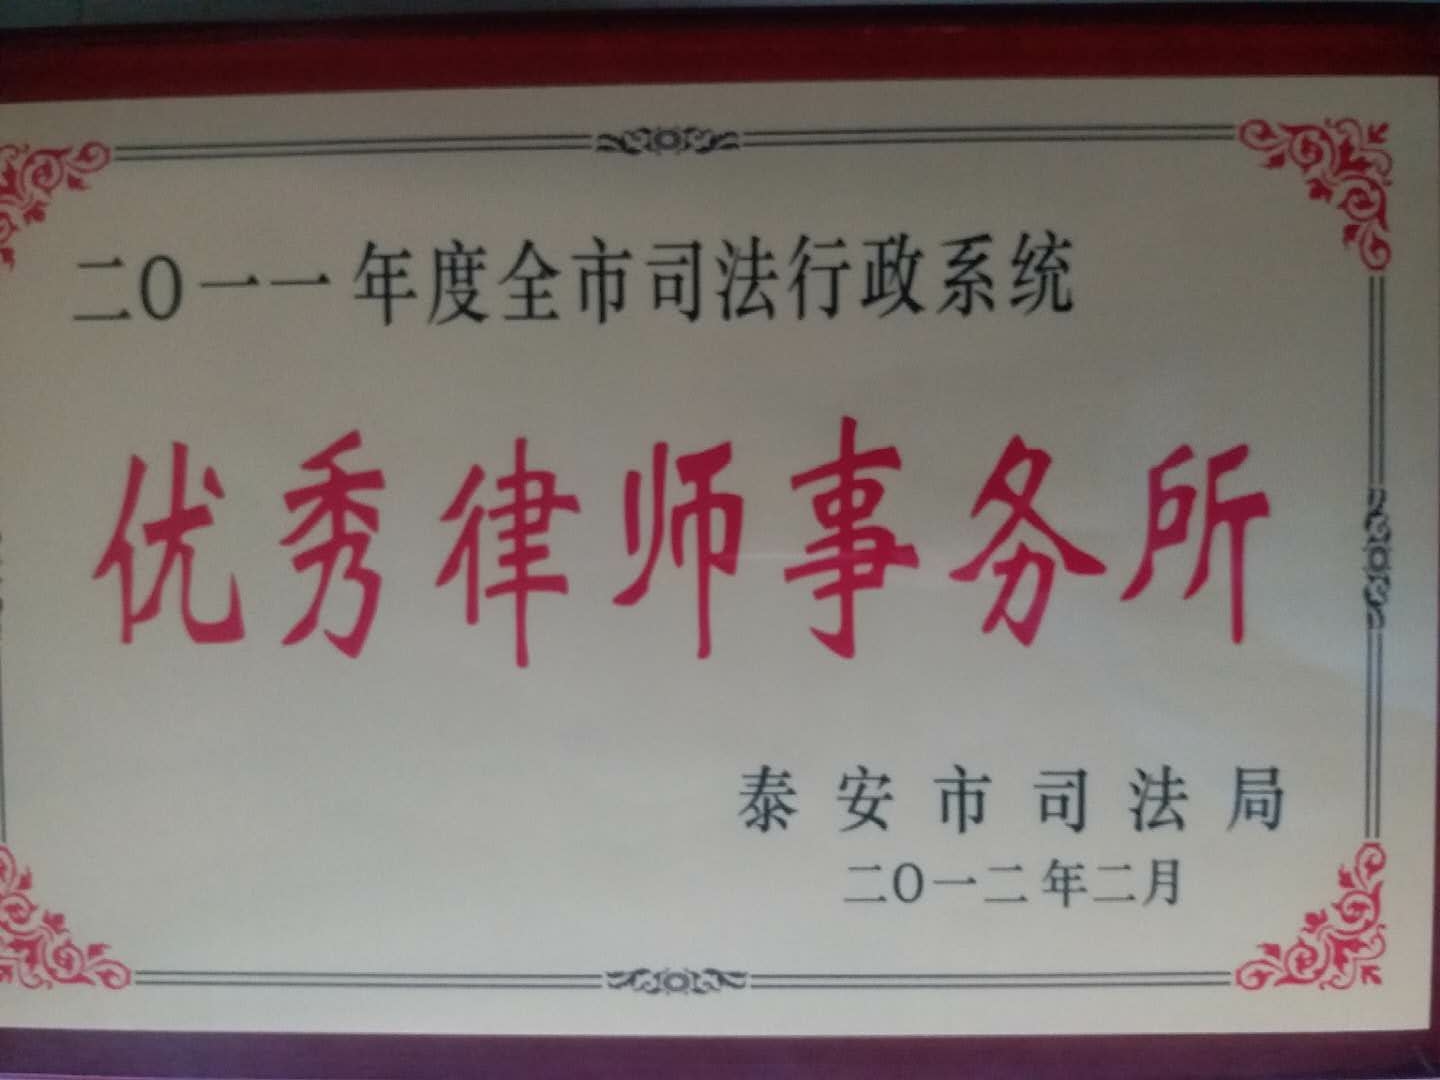 二〇一一年度全市司法行政系统
优秀律师事务所
泰安市司法局
二〇一二年二月